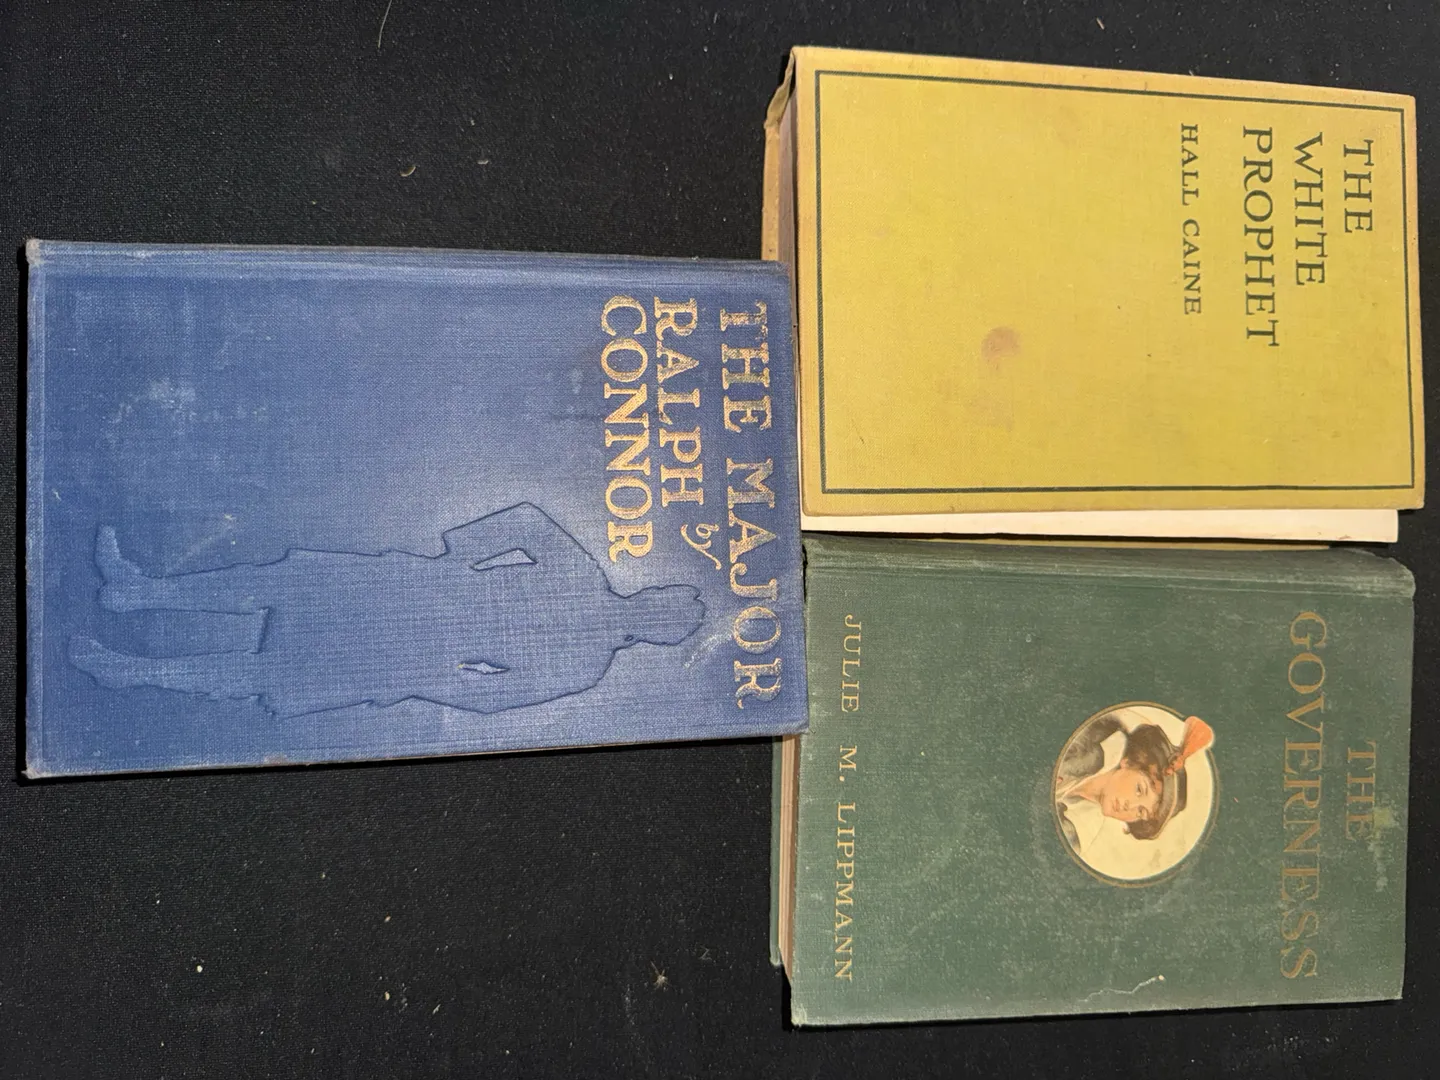 THE
WHITE
PROPHET
HALL CAINE
THE MAJOR
by
RALPH
CONNOR
THE
GOVERNESS
JULIE M. LIPPMANN